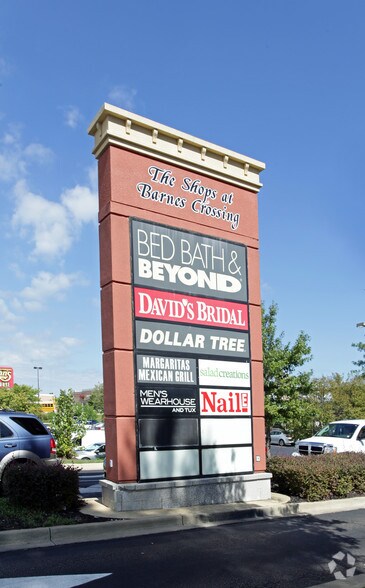 The Shops at
Barnes Crossing
BED BATH &
BEYOND
DAVID'S BRIDAL
DOLLAR TREE
MARGARITAS
MEXICAN GRILL
saladcreations
MEN'S
WEARHOUSE
AND TUX
NAIL